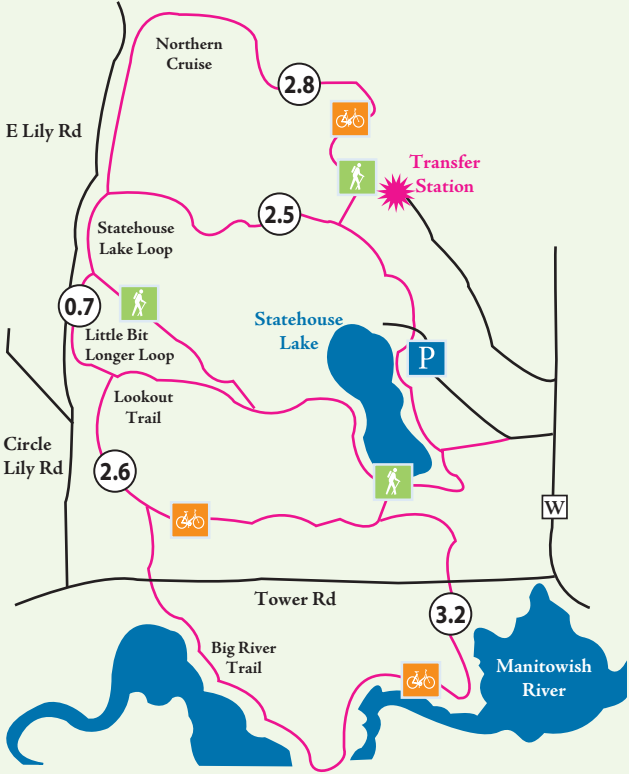 Northern
Cruise
2.8
E Lily Rd
Transfer
Station
2.5
Statehouse
Lake Loop
0.7
Statehouse
Lake
Little Bit
Longer Loop
P
Lookout
Trail
Circle
Lily Rd
2.6
W
Tower Rd
3.2
Big River
Trail
Manitowish
River